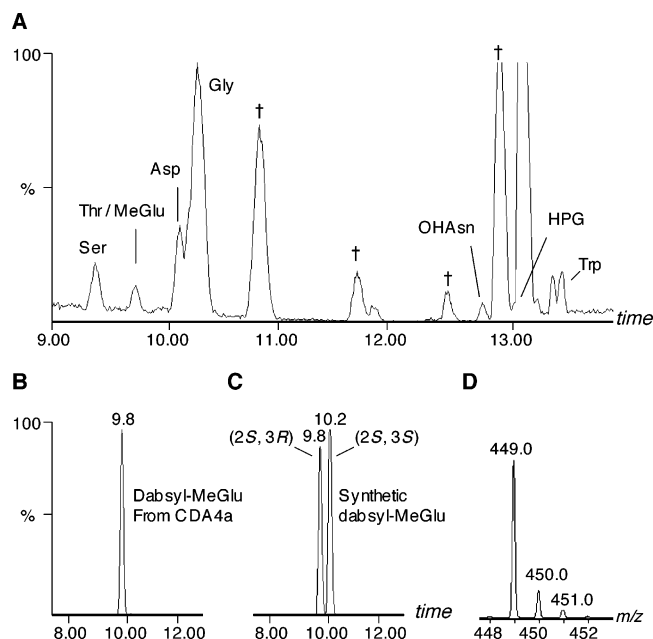 A
100
†
†
Gly
Asp
%
Thr / MeGlu
OHAsn
HPG
Ser
†
†
Trp
time
9.00 10.00 11.00 12.00 13.00
B C D
100
9.8
10.2
(2S, 3R) 9.8 (2S, 3S)
449.0
Dabsyl-MeGlu
From CDA4a
Synthetic
dabsyl-MeGlu
%
450.0
451.0
time
m/z
8.00 10.00 12.00
8.00 10.00 12.00
448 450 452